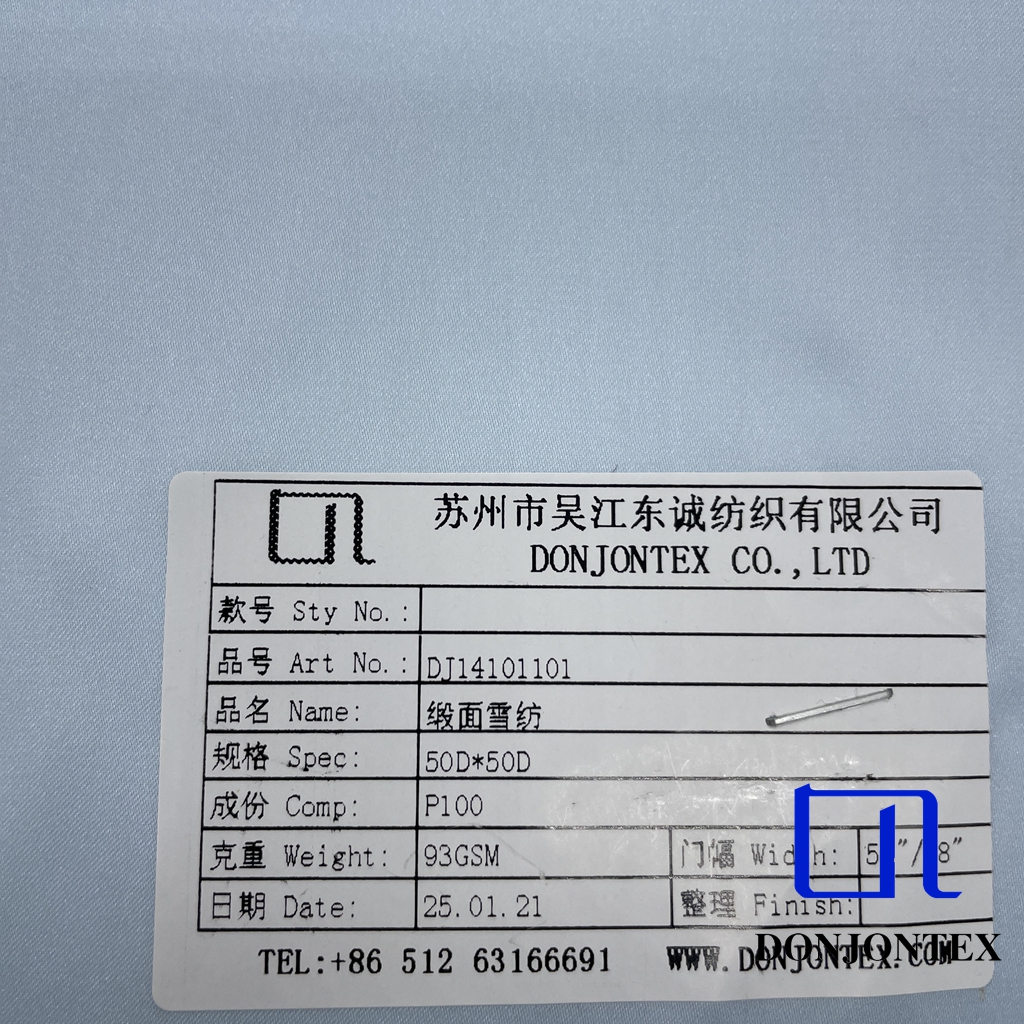 苏州市吴江东诚纺织有限公司
DONJONTEX CO.,LTD
款号 Sty No.:
品号 Art No.: DJ14101101
品名 Name: 缎面雪纺
规格 Spec: 50D*50D
成份 Comp: P100
克重 Weight: 93GSM 门幅 Width:
日期 Date: 25.01.21 整理 Finish:
TEL:+86 512 63166691 WWW.DONJONTEX.COM
DONJONTEX